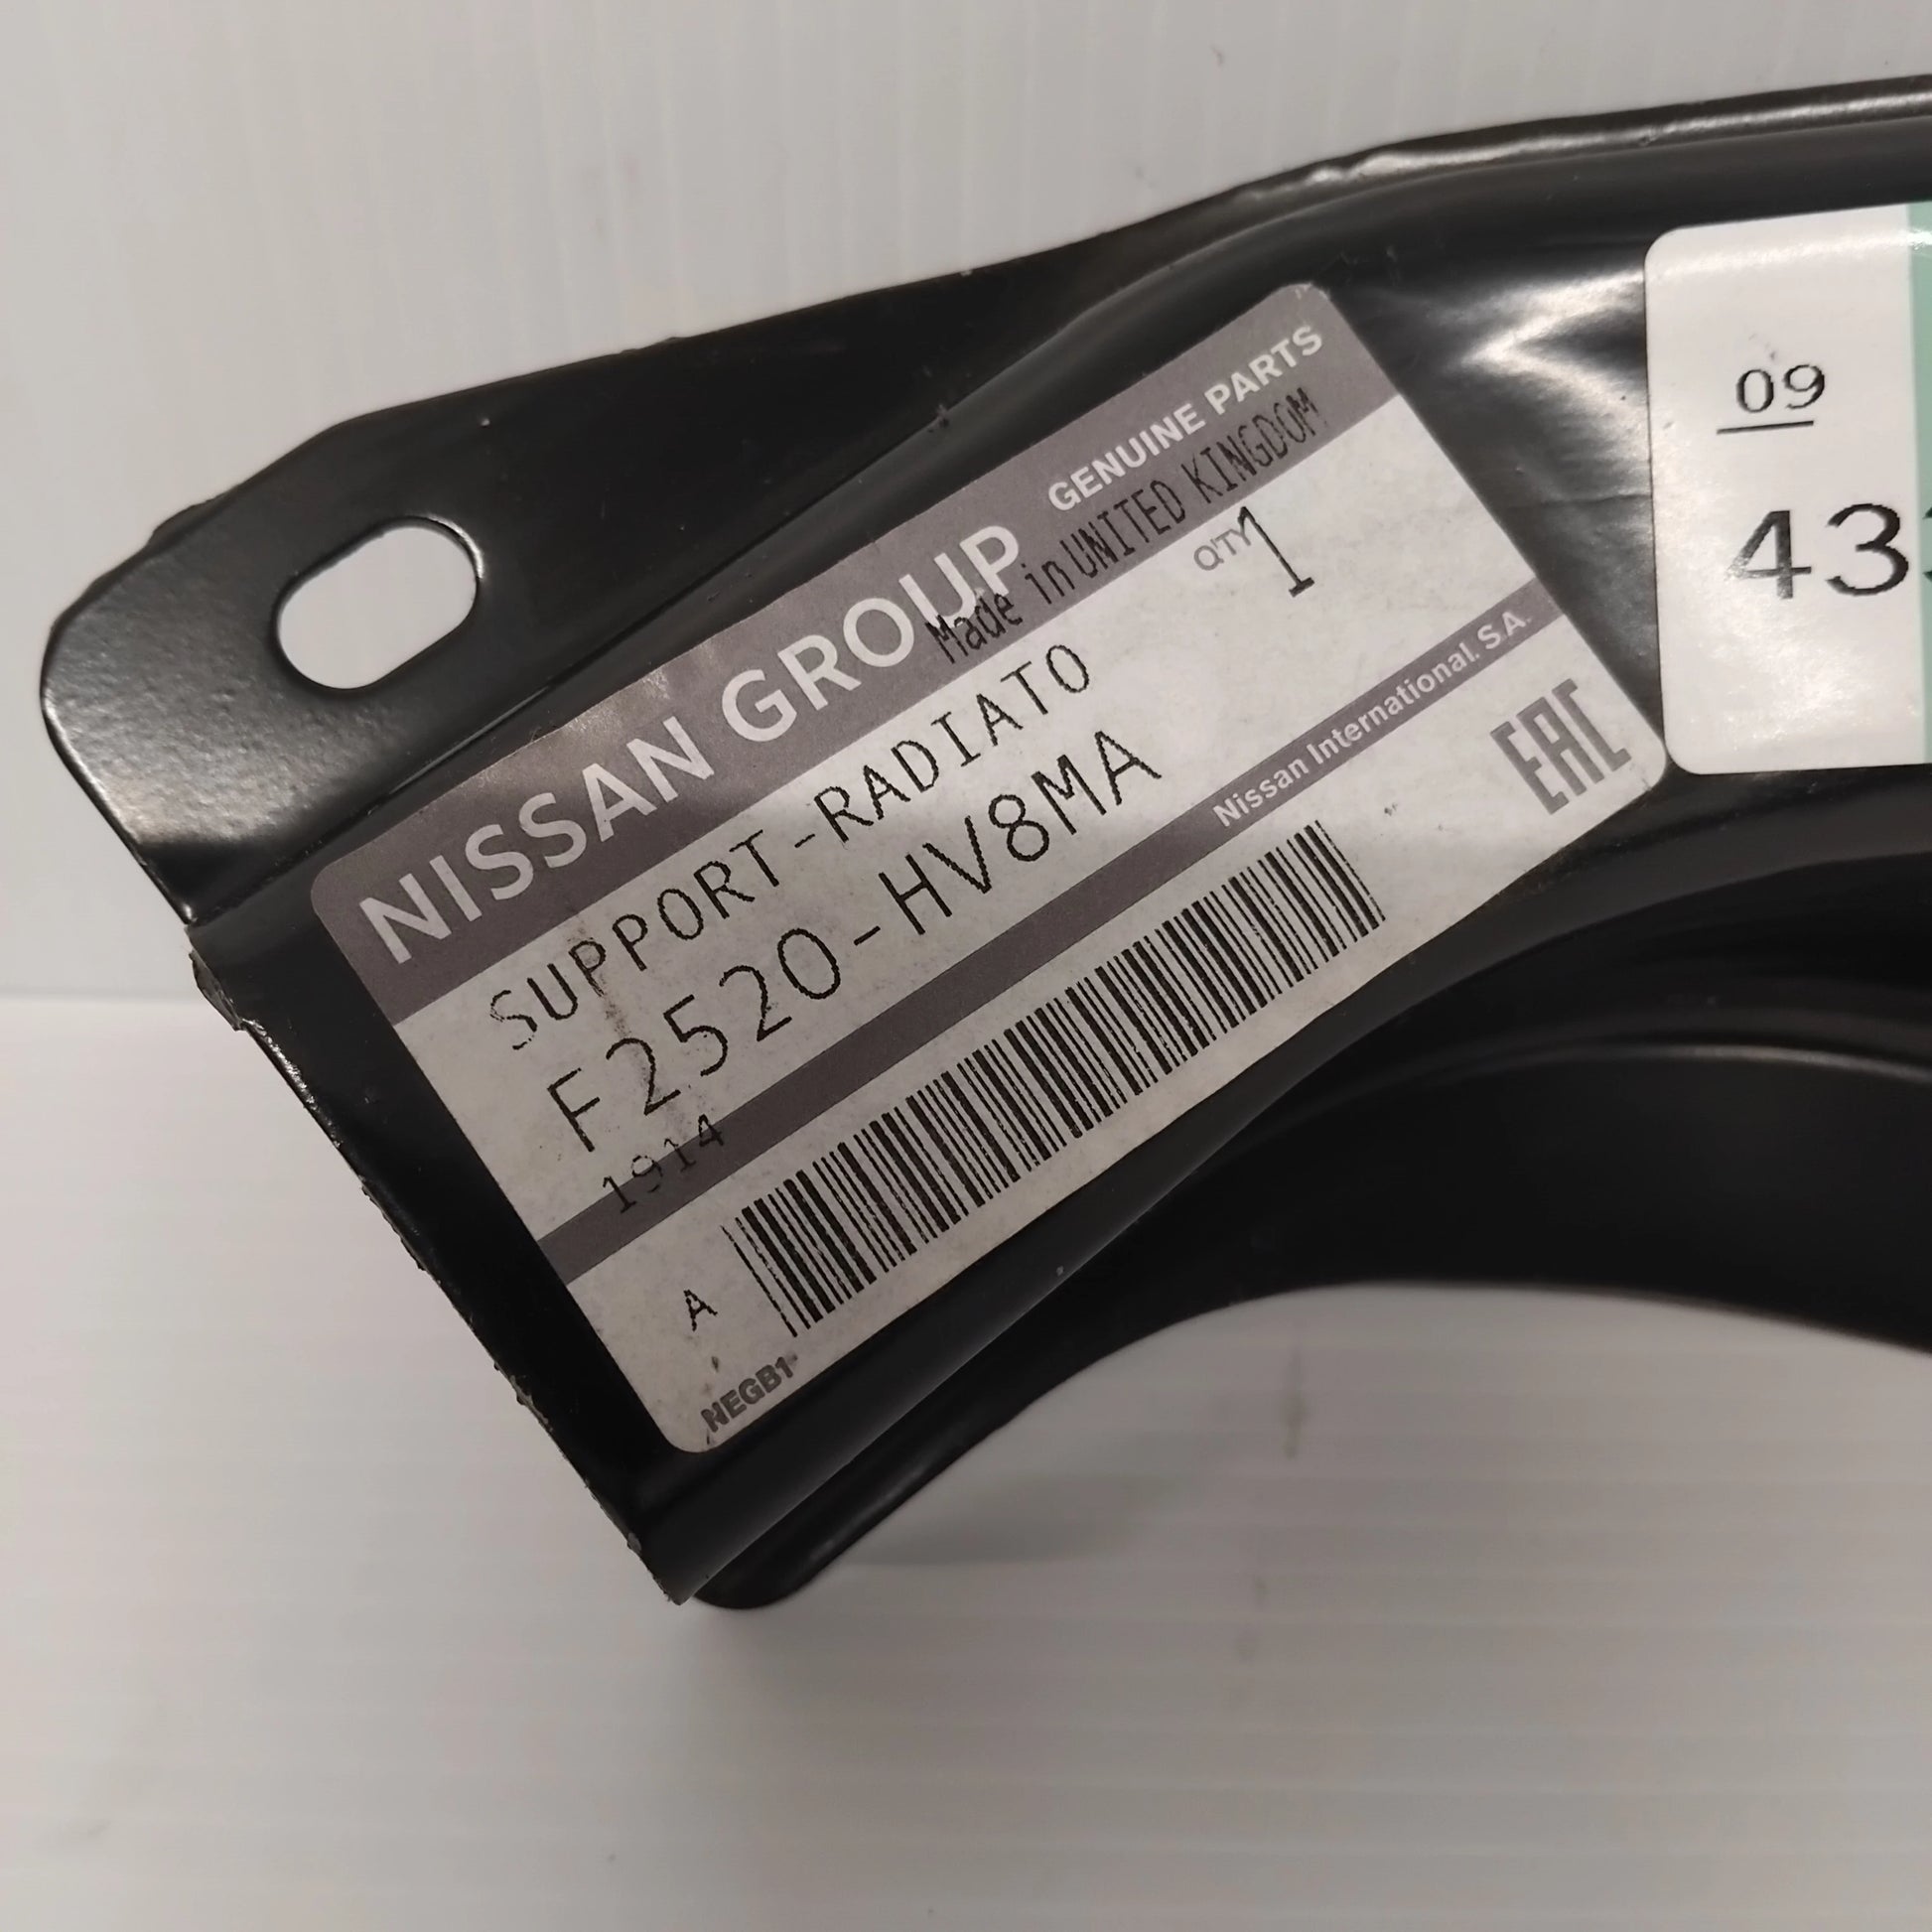 NISSAN GROUP GENUINE PARTS
Made in UNITED KINGDOM
SUPPORT-RADIATO
Q'TY 1
F2520-HV8MA
Nissan International. S.A.
1914
EAC
A
NEGB1
09
43